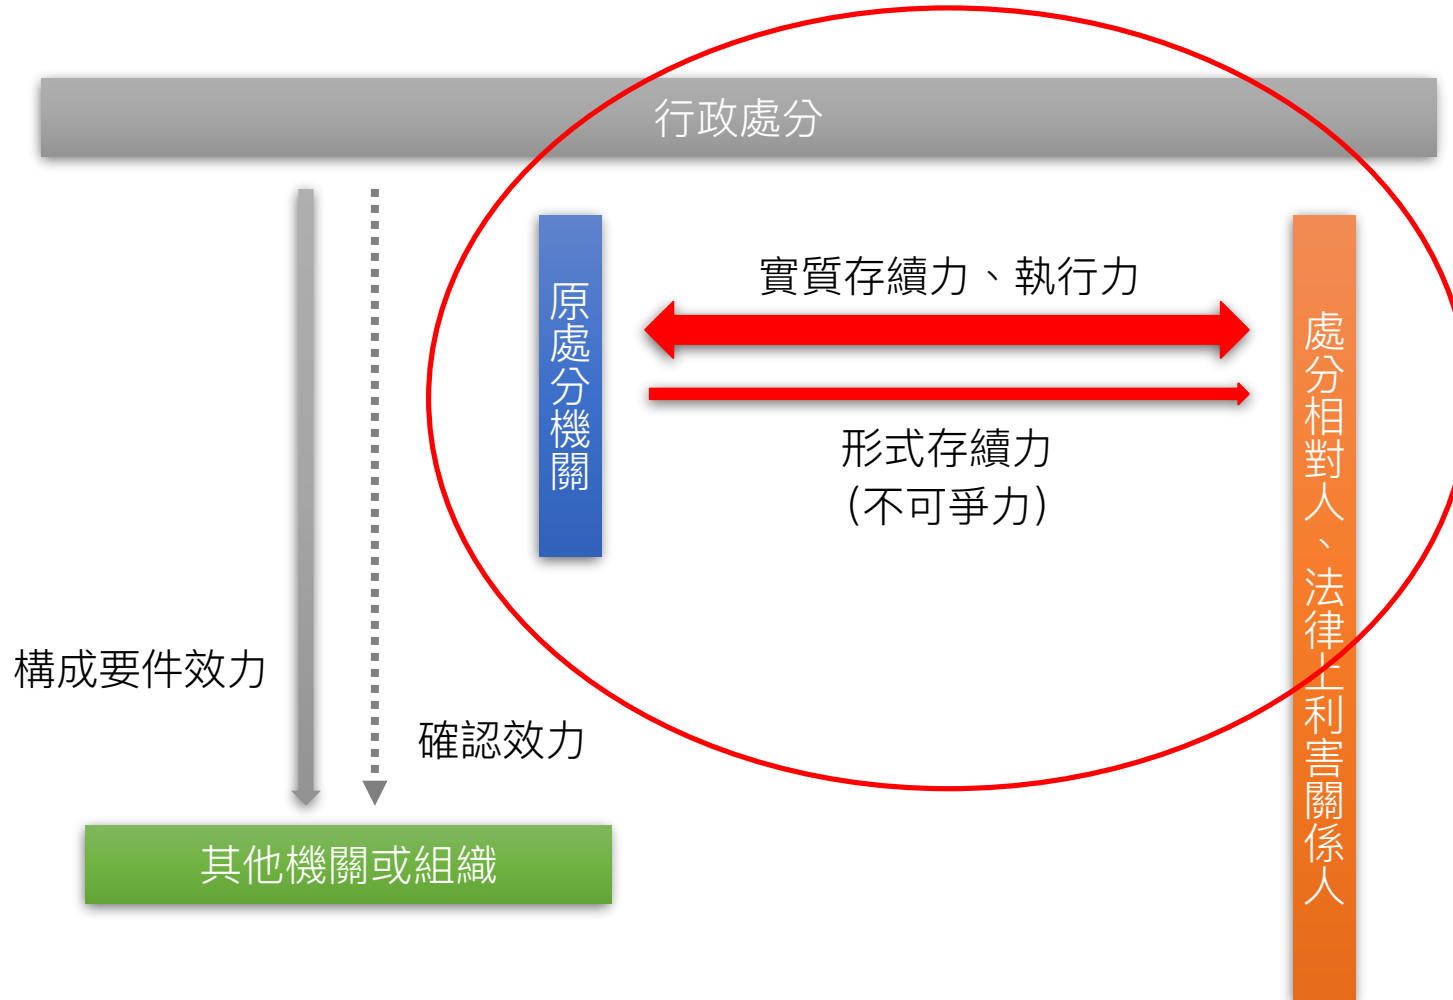 行政處分
原處分機關
實質存續力、執行力
形式存續力
（不可爭力）
處分相對人、法律上利害關係人
構成要件效力
確認效力
其他機關或組織